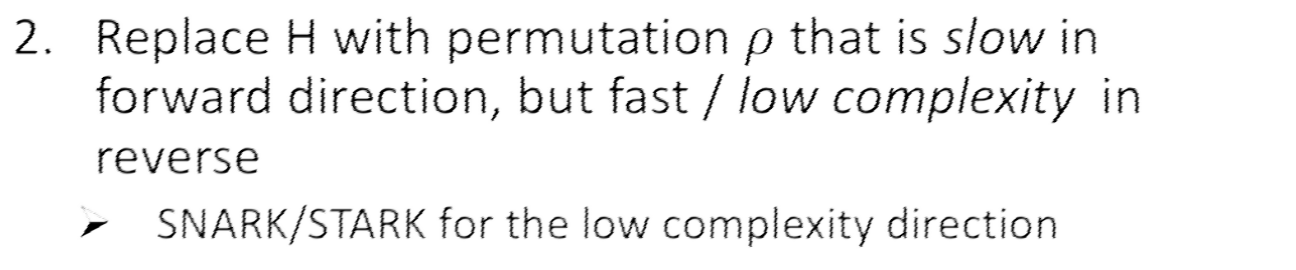 2. Replace H with permutation ρ that is slow in
forward direction, but fast / low complexity in
reverse
➢ SNARK/STARK for the low complexity direction